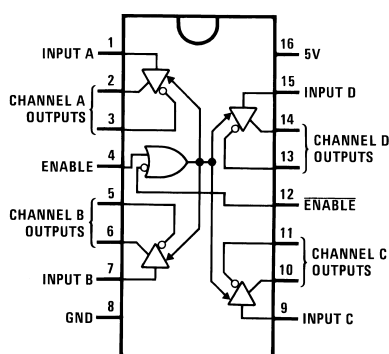 INPUT A 1
2
CHANNEL A
OUTPUTS
3
ENABLE 4
5
CHANNEL B
OUTPUTS
6
INPUT B 7
GND 8
16 5V
15 INPUT D
14
CHANNEL D
OUTPUTS
13
12 ENABLE
11
CHANNEL C
OUTPUTS
10
9 INPUT C